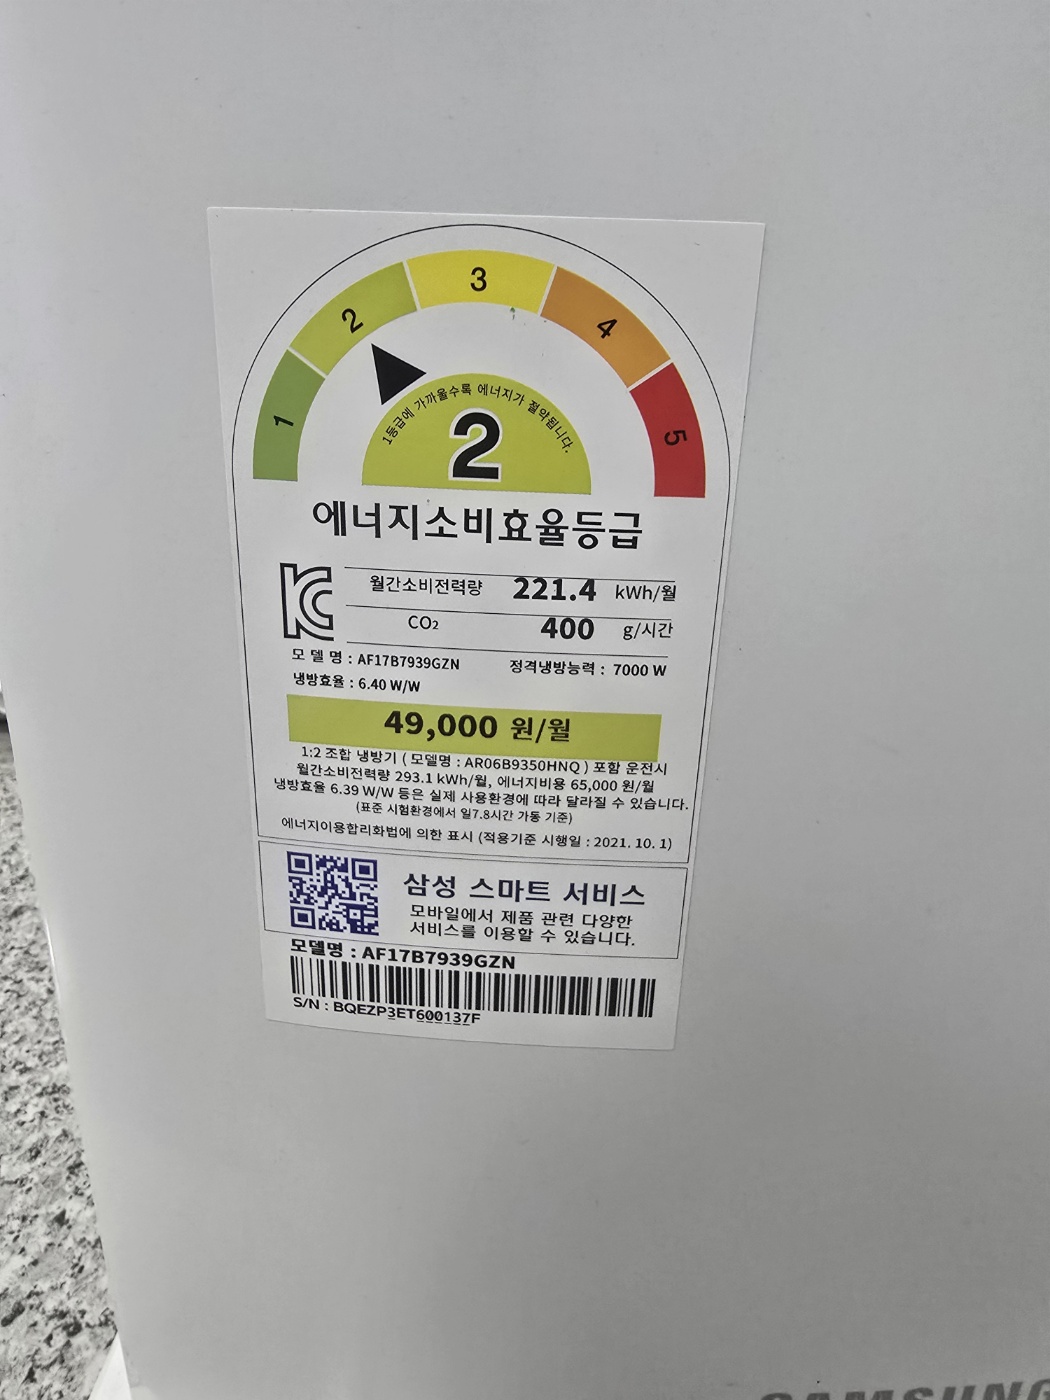 1
2
3
4
5
1등급에 가까울수록 에너지가 절약됩니다.
2
에너지소비효율등급
월간소비전력량 221.4 kWh/월
CO₂ 400 g/시간
모 델 명 : AF17B7939GZN 정격냉방능력 : 7000 W
냉방효율 : 6.40 W/W
49,000 원/월
1:2 조합 냉방기 ( 모델명 : AR06B9350HNQ ) 포함 운전시
월간소비전력량 293.1 kWh/월, 에너지비용 65,000 원/월
냉방효율 6.39 W/W 등은 실제 사용환경에 따라 달라질 수 있습니다.
(표준 시험환경에서 일7.8시간 가동 기준)
에너지이용합리화법에 의한 표시 (적용기준 시행일 : 2021. 10. 1)
삼성 스마트 서비스
모바일에서 제품 관련 다양한
서비스를 이용할 수 있습니다.
모델명 : AF17B7939GZN
S/N : BQEZP3ET600137F
SAMSUNG